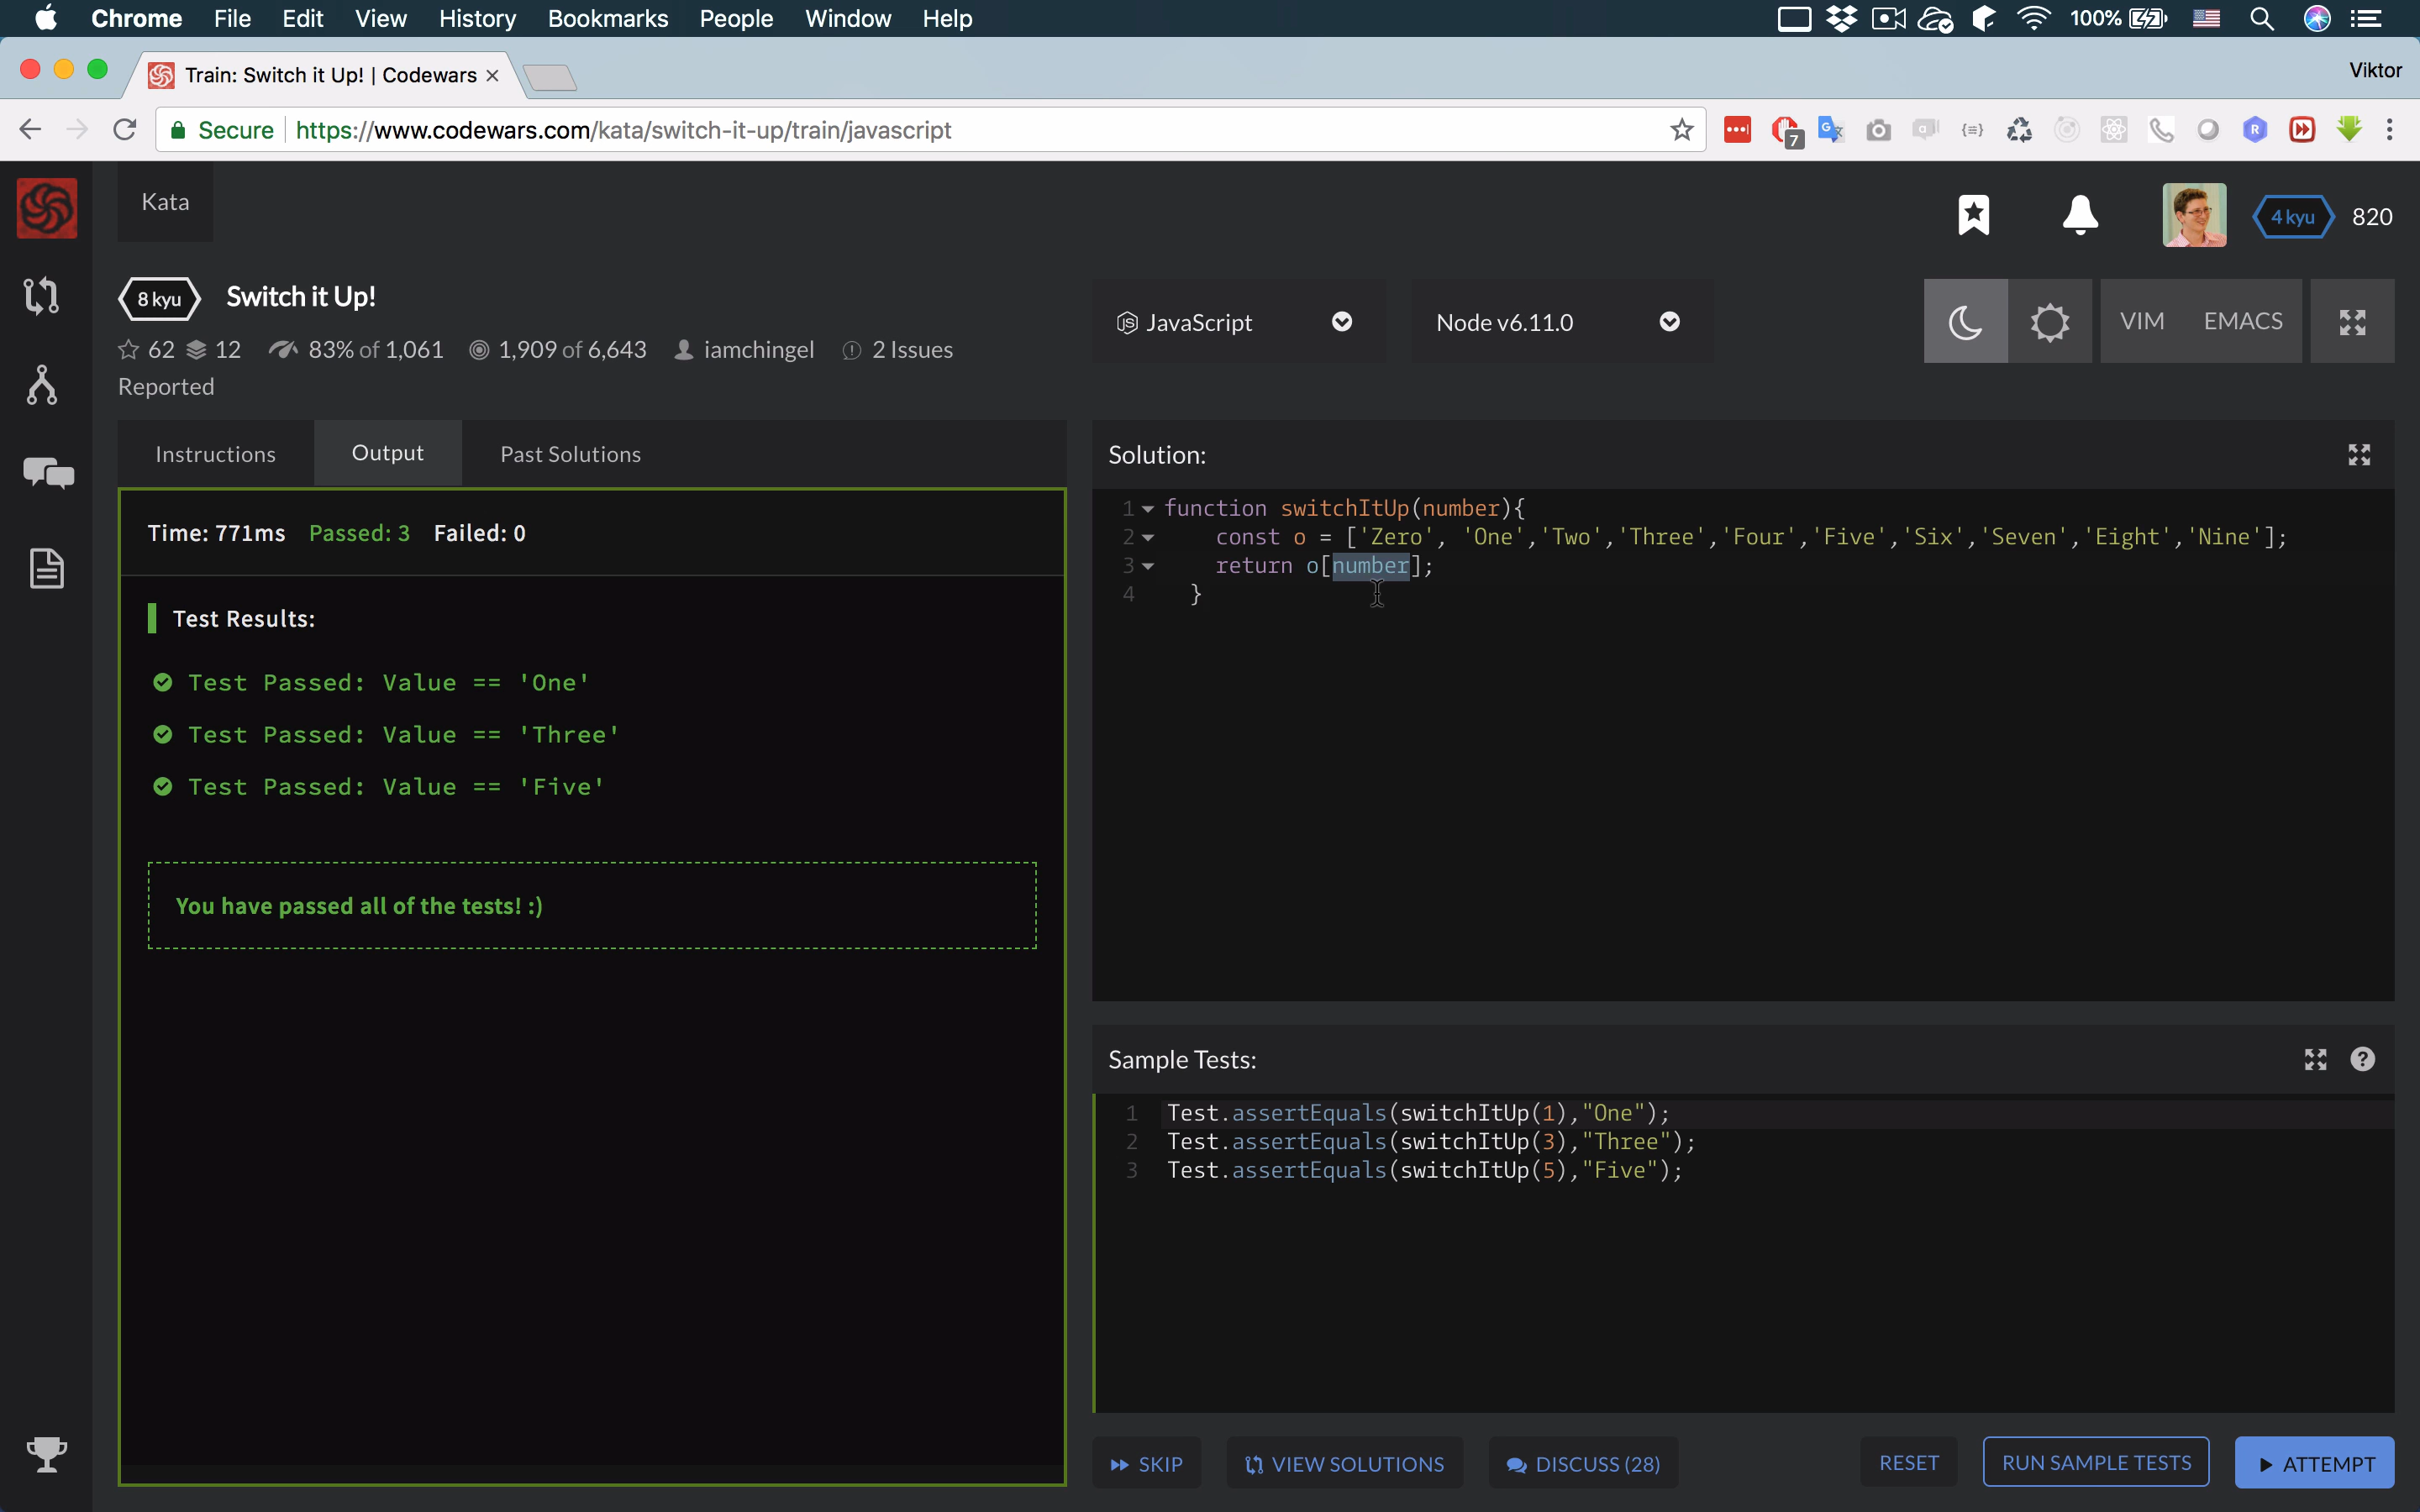 Chrome File Edit View History Bookmarks People Window Help 100%
Train: Switch it Up! | Codewars Viktor
Secure https://www.codewars.com/kata/switch-it-up/train/javascript 7
Kata 4 kyu 820
8 kyu Switch it Up!
62 12 83% of 1,061 1,909 of 6,643 iamchingel 2 Issues
Reported
JavaScript Node v6.11.0 VIM EMACS
Instructions Output Past Solutions
Time: 771ms Passed: 3 Failed: 0
Test Results:
Test Passed: Value == 'One'
Test Passed: Value == 'Three'
Test Passed: Value == 'Five'
You have passed all of the tests! :)
Solution:
1 function switchItUp(number){
2 const o = ['Zero', 'One','Two','Three','Four','Five','Six','Seven','Eight','Nine'];
3 return o[number];
4 }
Sample Tests:
1 Test.assertEquals(switchItUp(1),"One");
2 Test.assertEquals(switchItUp(3),"Three");
3 Test.assertEquals(switchItUp(5),"Five");
SKIP VIEW SOLUTIONS DISCUSS (28) RESET RUN SAMPLE TESTS ATTEMPT